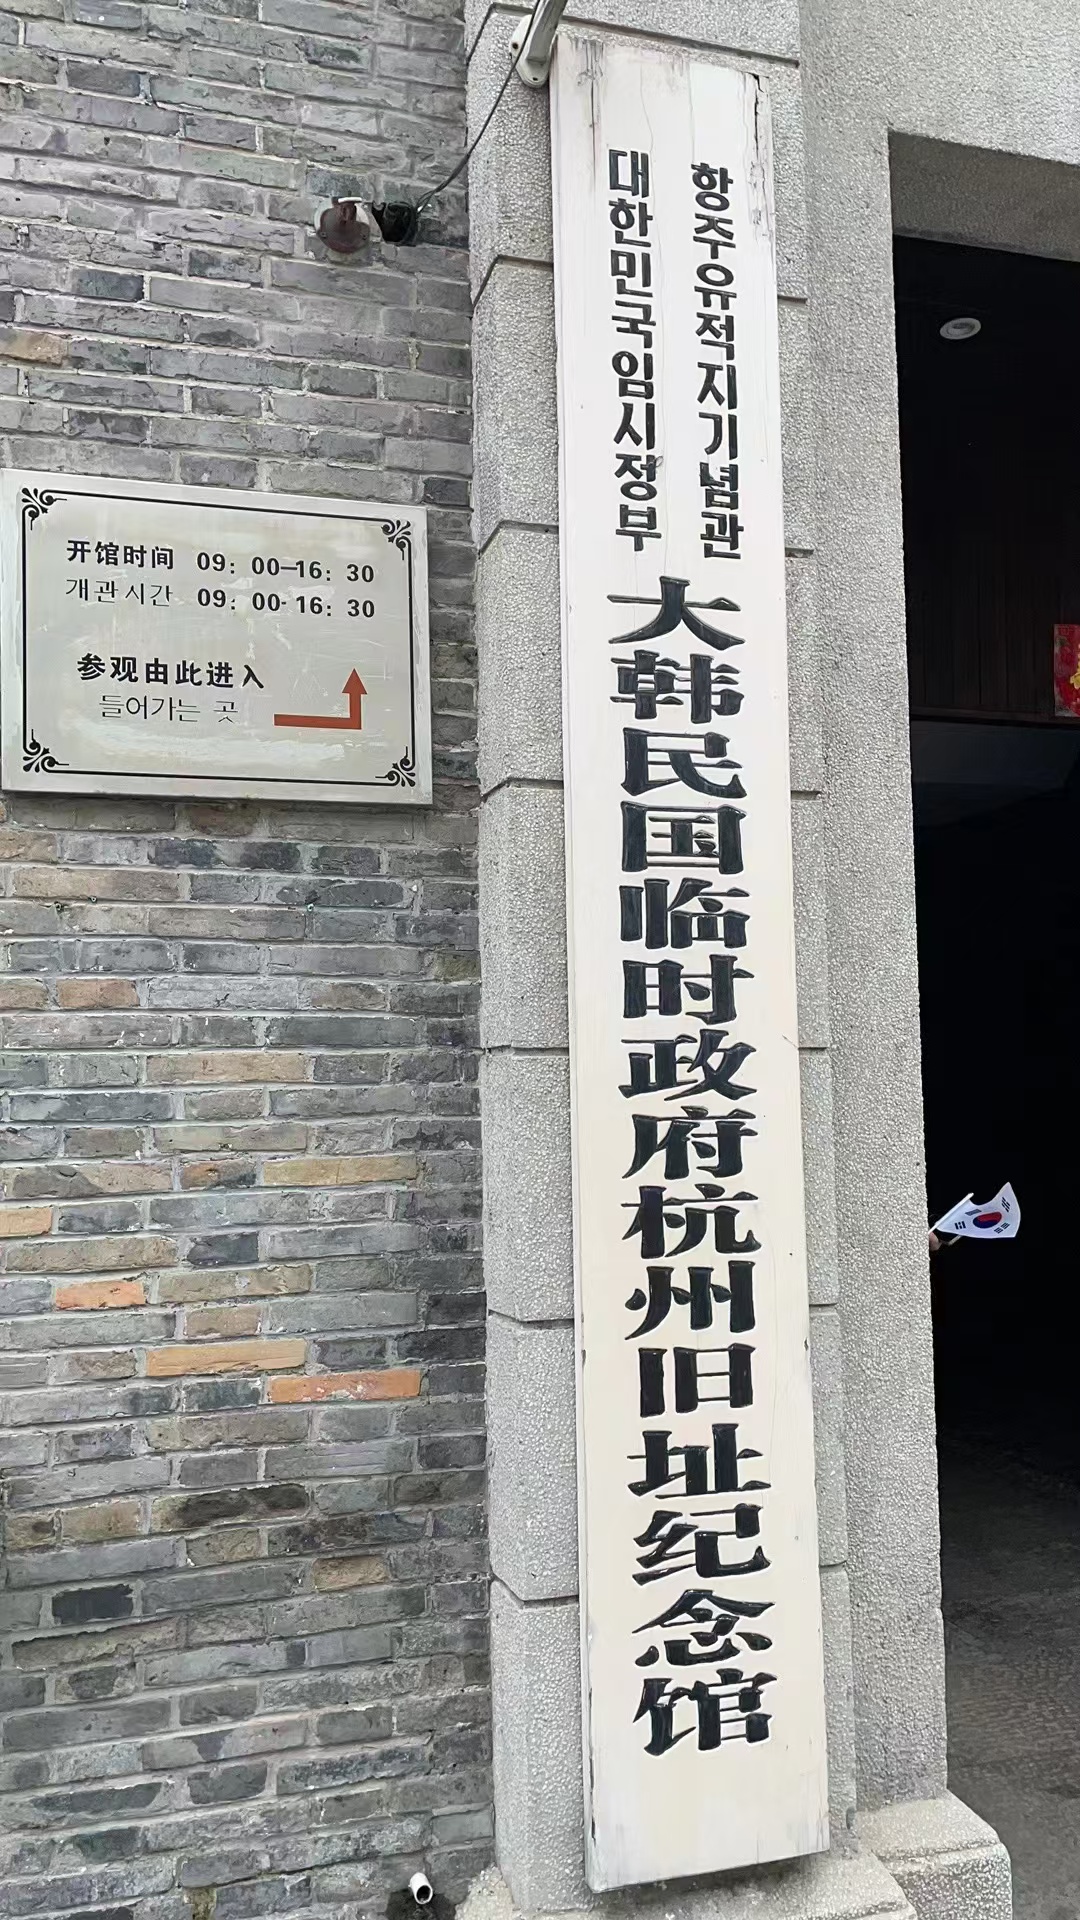 开馆时间 09：00—16：30
개관시간 09：00-16：30
参观由此进入
들어가는 곳
대한민국임시정부
항주유적지기념관
大韩民国临时政府杭州旧址纪念馆